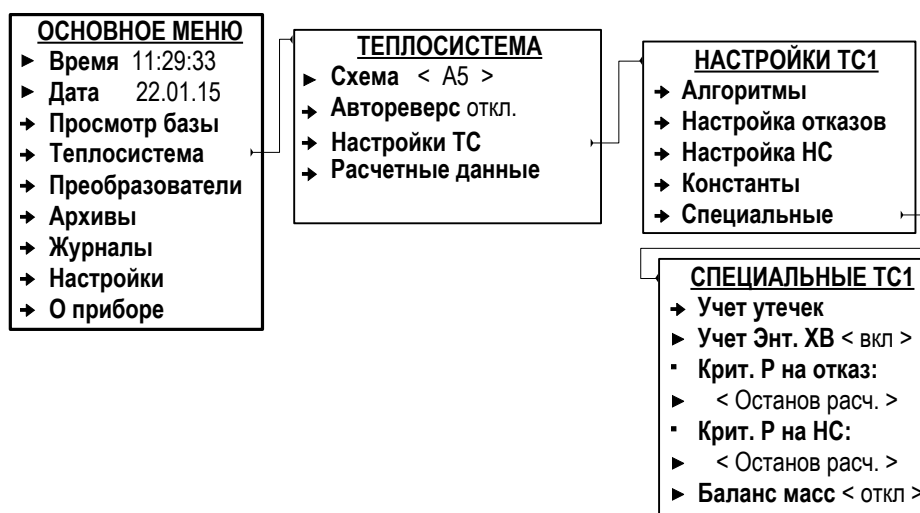 ОСНОВНОЕ МЕНЮ
Время 11:29:33
Дата 22.01.15
Просмотр базы
Теплосистема
Преобразователи
Архивы
Журналы
Настройки
О приборе
ТЕПЛОСИСТЕМА
Схема < А5 >
Автореверс откл.
Настройки ТС
Расчетные данные
НАСТРОЙКИ ТС1
Алгоритмы
Настройка отказов
Настройка НС
Константы
Специальные
СПЕЦИАЛЬНЫЕ ТС1
Учет утечек
Учет Энт. ХВ < вкл >
Крит. Р на отказ:
< Останов расч. >
Крит. Р на НС:
< Останов расч. >
Баланс масс < откл >